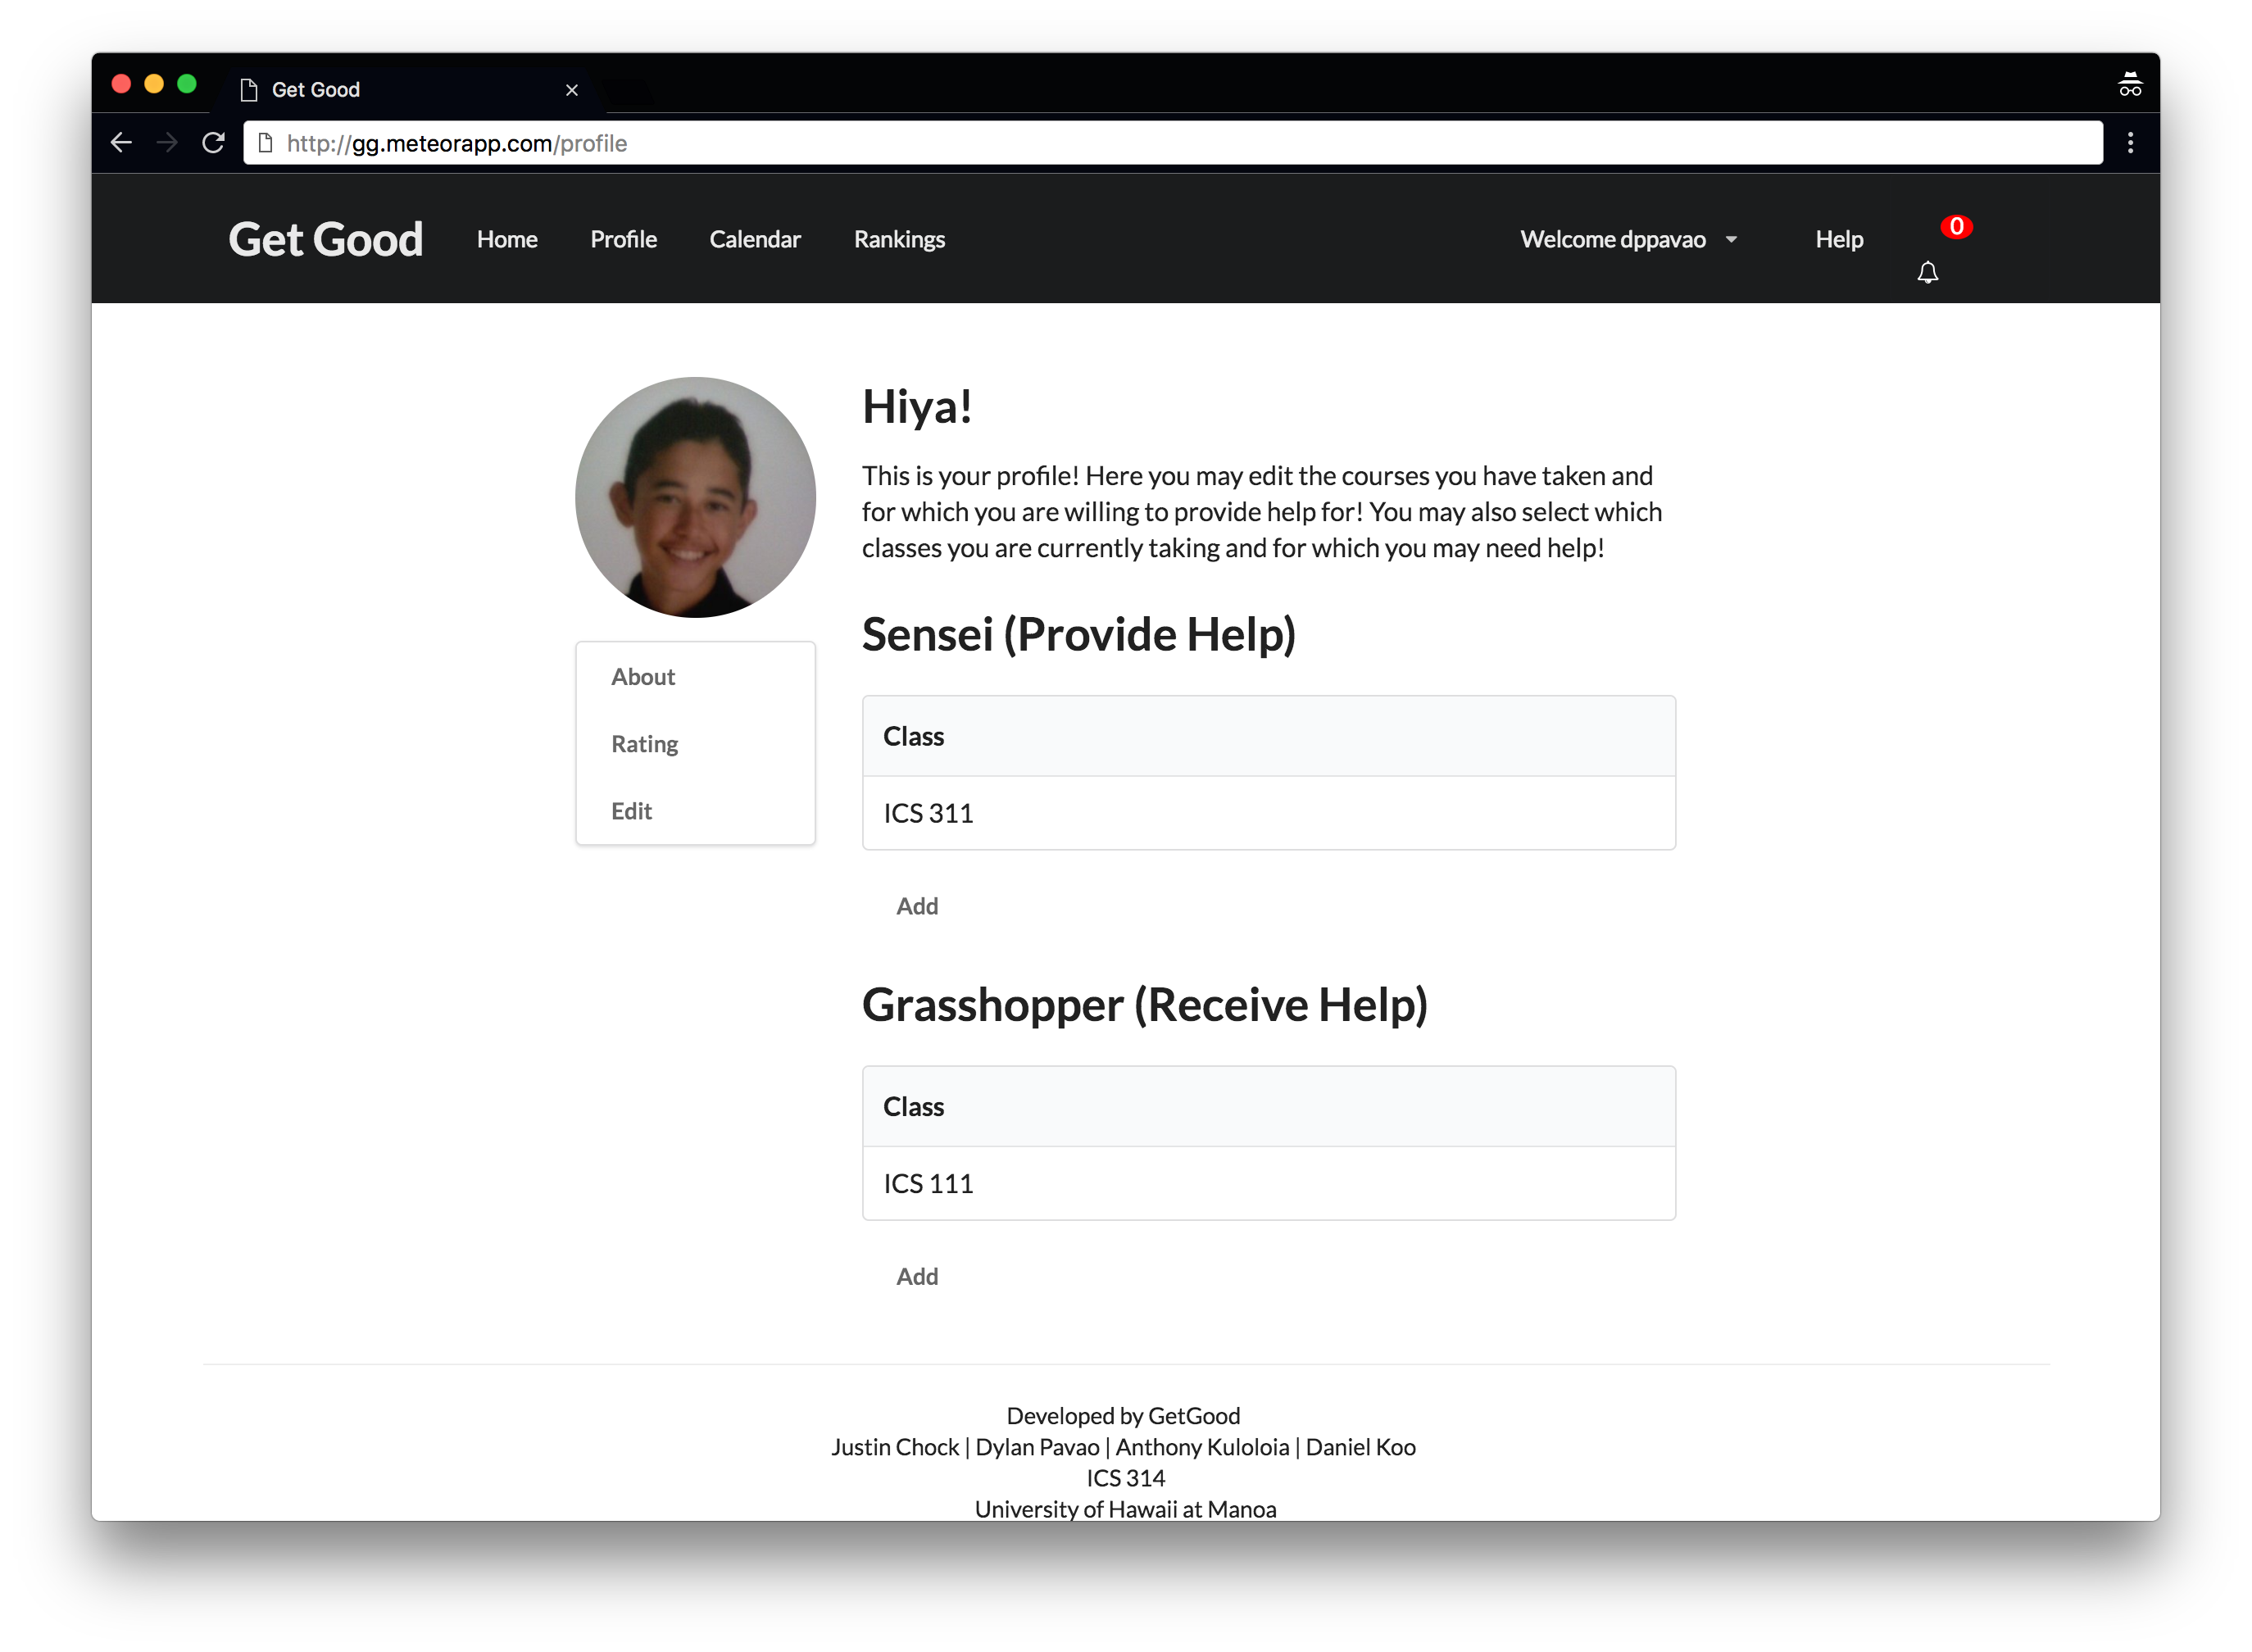 Get Good
http://gg.meteorapp.com/profile
Get Good Home Profile Calendar Rankings Welcome dppavao Help 0
Hiya!
This is your profile! Here you may edit the courses you have taken and
for which you are willing to provide help for! You may also select which
classes you are currently taking and for which you may need help!
About
Rating
Edit
Sensei (Provide Help)
Class
ICS 311
Add
Grasshopper (Receive Help)
Class
ICS 111
Add
Developed by GetGood
Justin Chock | Dylan Pavao | Anthony Kuloloia | Daniel Koo
ICS 314
University of Hawaii at Manoa